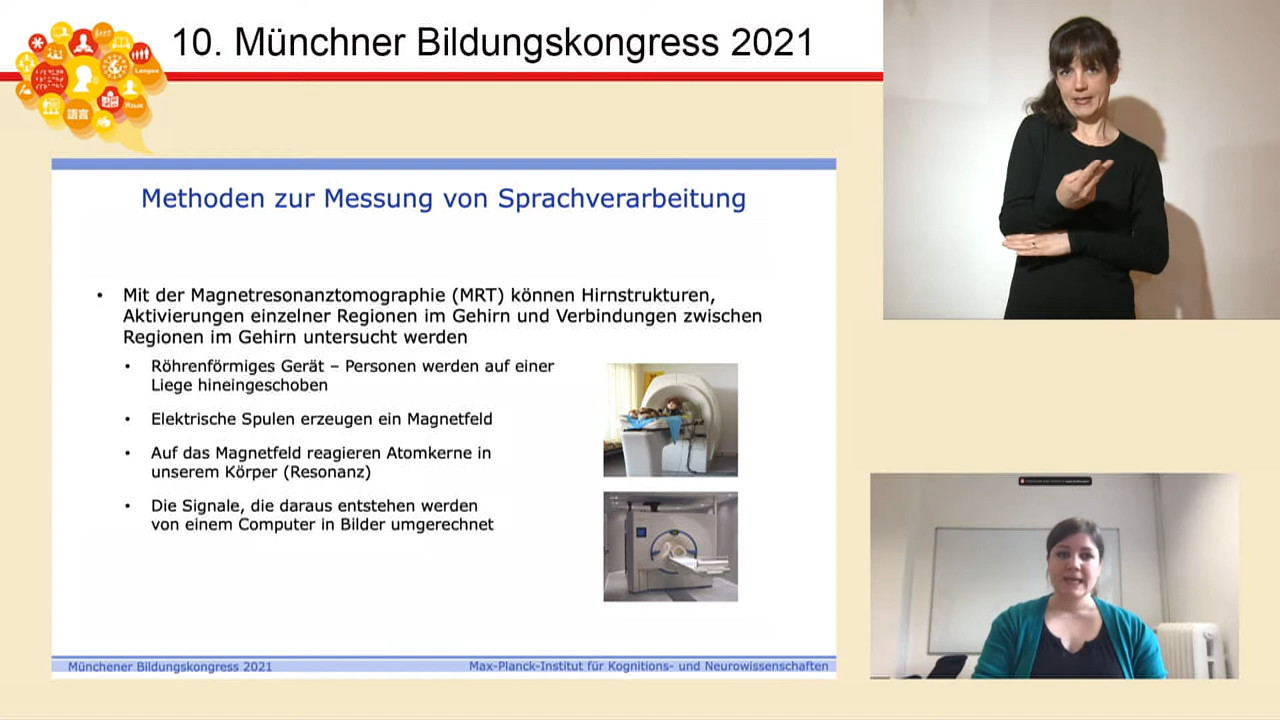 10. Münchner Bildungskongress 2021
Langue
語言
Methoden zur Messung von Sprachverarbeitung
• Mit der Magnetresonanztomographie (MRT) können Hirnstrukturen,
Aktivierungen einzelner Regionen im Gehirn und Verbindungen zwischen
Regionen im Gehirn untersucht werden
• Röhrenförmiges Gerät – Personen werden auf einer
Liege hineingeschoben
• Elektrische Spulen erzeugen ein Magnetfeld
• Auf das Magnetfeld reagieren Atomkerne in
unserem Körper (Resonanz)
• Die Signale, die daraus entstehen werden
von einem Computer in Bilder umgerechnet
Münchener Bildungskongress 2021
Max-Planck-Institut für Kognitions- und Neurowissenschaften